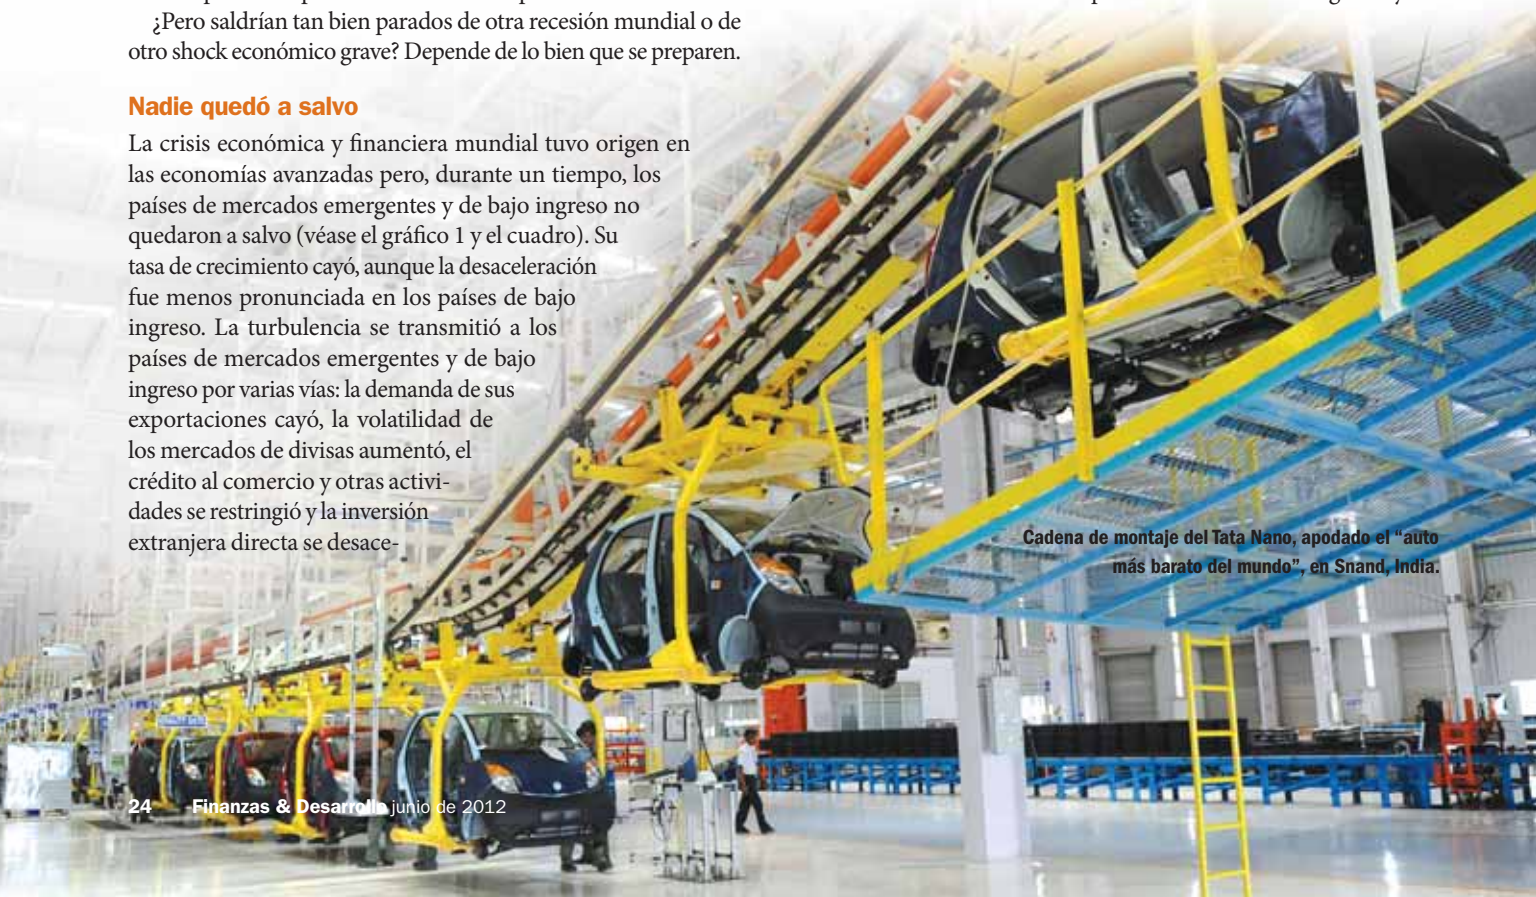 ¿Pero saldrían tan bien parados de otra recesión mundial o de
otro shock económico grave? Depende de lo bien que se preparen.
Nadie quedó a salvo
La crisis económica y financiera mundial tuvo origen en
las economías avanzadas pero, durante un tiempo, los
países de mercados emergentes y de bajo ingreso no
quedaron a salvo (véase el gráfico 1 y el cuadro). Su
tasa de crecimiento cayó, aunque la desaceleración
fue menos pronunciada en los países de bajo
ingreso. La turbulencia se transmitió a los
países de mercados emergentes y de bajo
ingreso por varias vías: la demanda de sus
exportaciones cayó, la volatilidad de
los mercados de divisas aumentó, el
crédito al comercio y otras activi-
dades se restringió y la inversión
extranjera directa se desace-
Cadena de montaje del Tata Nano, apodado el “auto
más barato del mundo”, en Snand, India.
24 Finanzas & Desarrollo junio de 2012